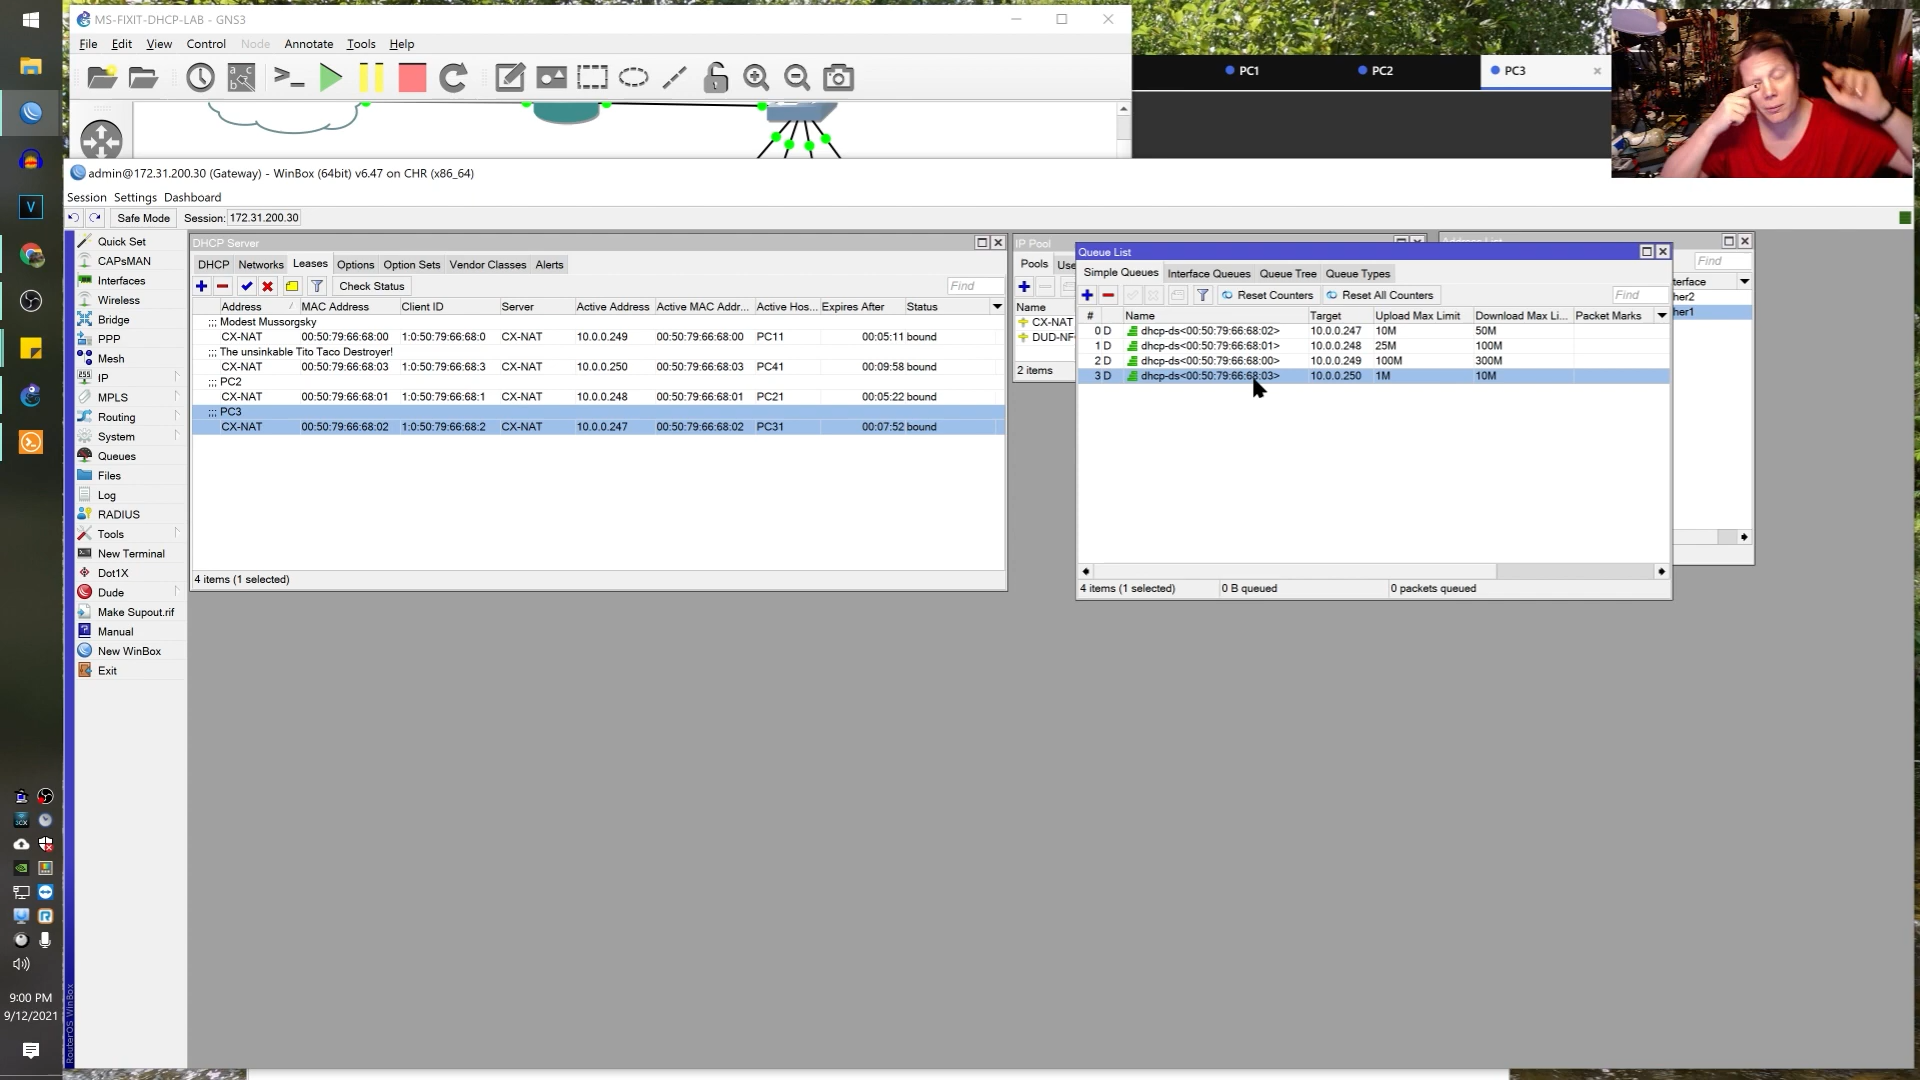 MS-FIXIT-DHCP-LAB - GNS3
File Edit View Control Node Annotate Tools Help
PC1 PC2 PC3
admin@172.31.200.30 (Gateway) - WinBox (64bit) v6.47 on CHR (x86_64)
Session Settings Dashboard
Safe Mode Session: 172.31.200.30
Quick Set
CAPsMAN
Interfaces
Wireless
Bridge
PPP
Mesh
IP
MPLS
Routing
System
Queues
Files
Log
RADIUS
Tools
New Terminal
Dot1X
Dude
Make Supout.rif
Manual
New WinBox
Exit
RouterOS WinBox
DHCP Server
DHCP Networks Leases Options Option Sets Vendor Classes Alerts
Check Status Find
Address MAC Address Client ID Server Active Address Active MAC Addr... Active Hos... Expires After Status
;;; Modest Mussorgsky
CX-NAT 00:50:79:66:68:00 1:0:50:79:66:68:0 CX-NAT 10.0.0.249 00:50:79:66:68:00 PC11 00:05:11 bound
;;; The unsinkable Tito Taco Destroyer!
CX-NAT 00:50:79:66:68:03 1:0:50:79:66:68:3 CX-NAT 10.0.0.250 00:50:79:66:68:03 PC41 00:09:58 bound
;;; PC2
CX-NAT 00:50:79:66:68:01 1:0:50:79:66:68:1 CX-NAT 10.0.0.248 00:50:79:66:68:01 PC21 00:05:22 bound
;;; PC3
CX-NAT 00:50:79:66:68:02 1:0:50:79:66:68:2 CX-NAT 10.0.0.247 00:50:79:66:68:02 PC31 00:07:52 bound
4 items (1 selected)
IP Pool
Pools Use
Name
CX-NAT
DUD-NF
2 items
Queue List
Simple Queues Interface Queues Queue Tree Queue Types
Reset Counters Reset All Counters Find
# Name Target Upload Max Limit Download Max Li... Packet Marks
0 D dhcp-ds<00:50:79:66:68:02> 10.0.0.247 10M 50M
1 D dhcp-ds<00:50:79:66:68:01> 10.0.0.248 25M 100M
2 D dhcp-ds<00:50:79:66:68:00> 10.0.0.249 100M 300M
3 D dhcp-ds<00:50:79:66:68:03> 10.0.0.250 1M 10M
4 items (1 selected) 0 B queued 0 packets queued
Address List
Find
terface
her2
her1
3CX
9:00 PM
9/12/2021